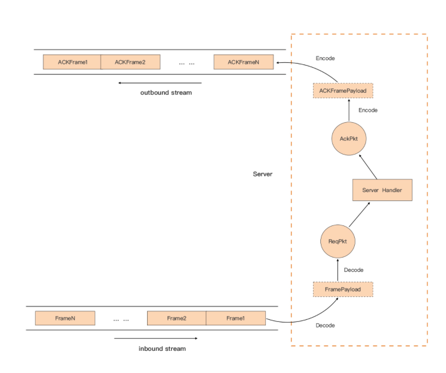 Encode
ACKFrame1 ACKFrame2 ... ... ACKFrameN
ACKFramePayload
outbound stream
Encode
AckPkt
Server
Server Handler
ReqPkt
Decode
FramePayload
FrameN ... ... Frame2 Frame1
Decode
inbound stream